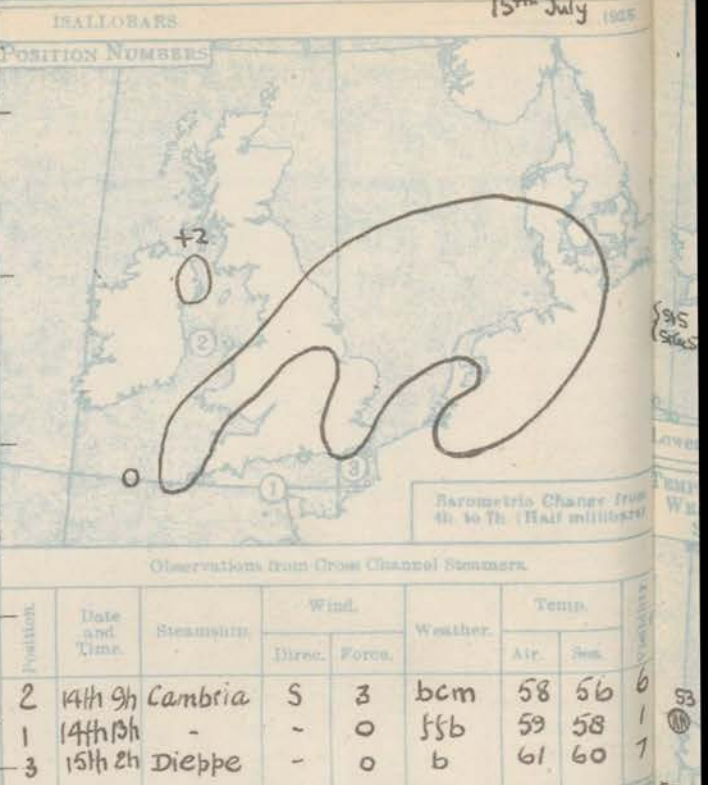 15th July 1925
ISALLOBARS.
POSITION NUMBERS
+2
2
0
1
3
Barometric Change from
4h. to 7h. (Half millibars)
Observations from Cross Channel Steamers.
Position. Date and Time. Steamship. Wind. Weather. Temp.
Direc. Force. Air. Sea.
2 14th 9h Cambria S 3 bcm 58 56 6
1 14th 13h - - 0 ffb 59 58 1
3 15th 2h Dieppe - 0 b 61 60 7
53